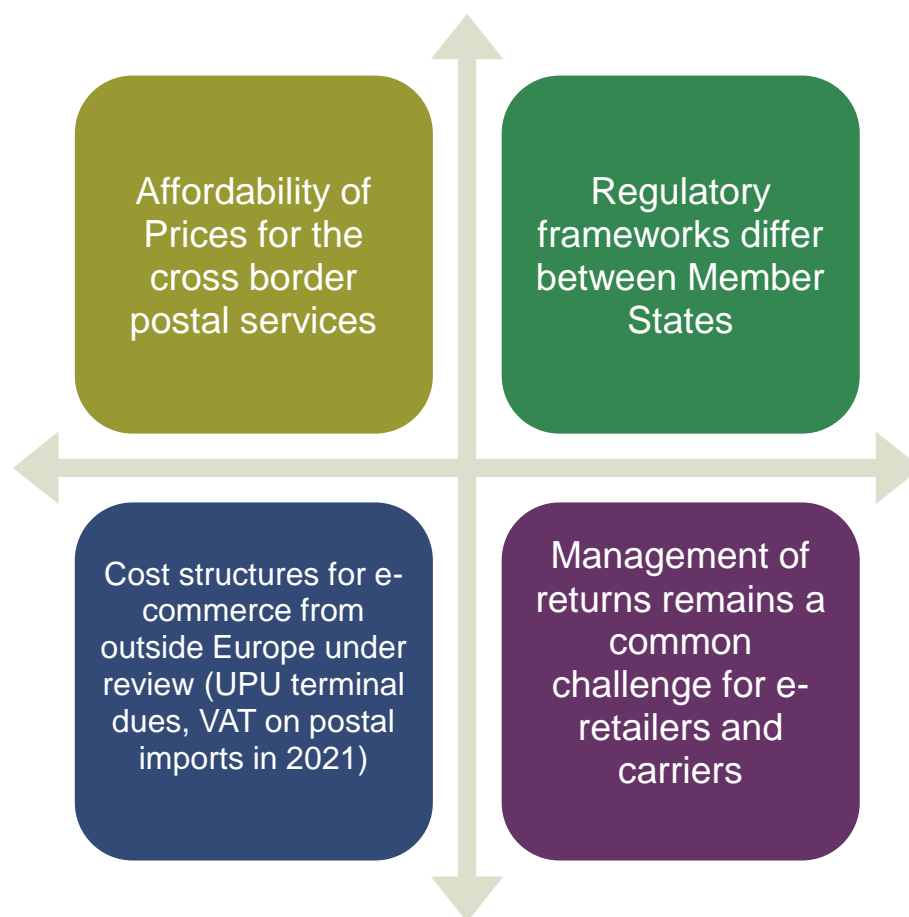 Affordability of
Prices for the
cross border
postal services
Regulatory
frameworks differ
between Member
States
Cost structures for e-
commerce from
outside Europe under
review (UPU terminal
dues, VAT on postal
imports in 2021)
Management of
returns remains a
common
challenge for e-
retailers and
carriers